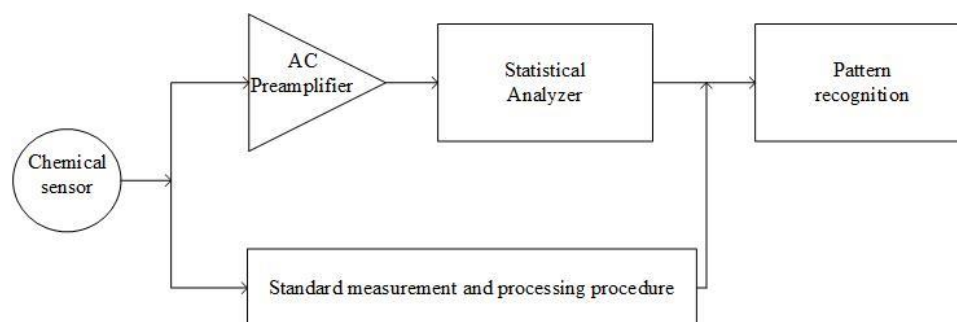 AC
Preamplifier
Statistical
Analyzer
Pattern
recognition
Chemical
sensor
Standard measurement and processing procedure